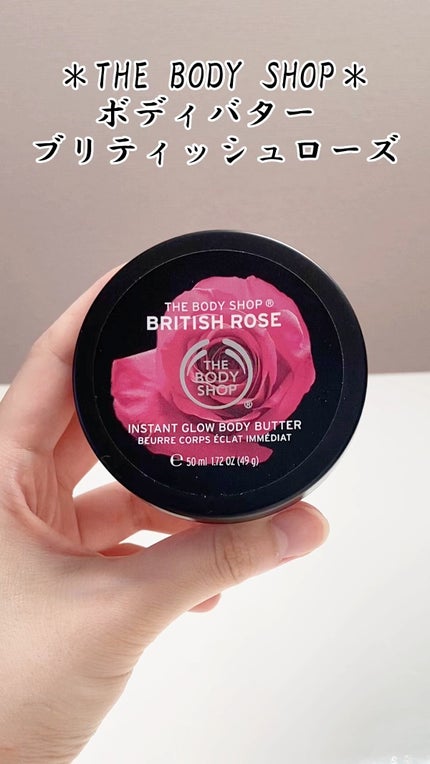 ＊THE BODY SHOP＊
ボディバター
ブリティッシュローズ
THE BODY SHOP ®
BRITISH ROSE
THE
BODY
SHOP
®
INSTANT GLOW BODY BUTTER
BEURRE CORPS ÉCLAT IMMÉDIAT
℮ 50 ml 1.72 OZ (49 g)